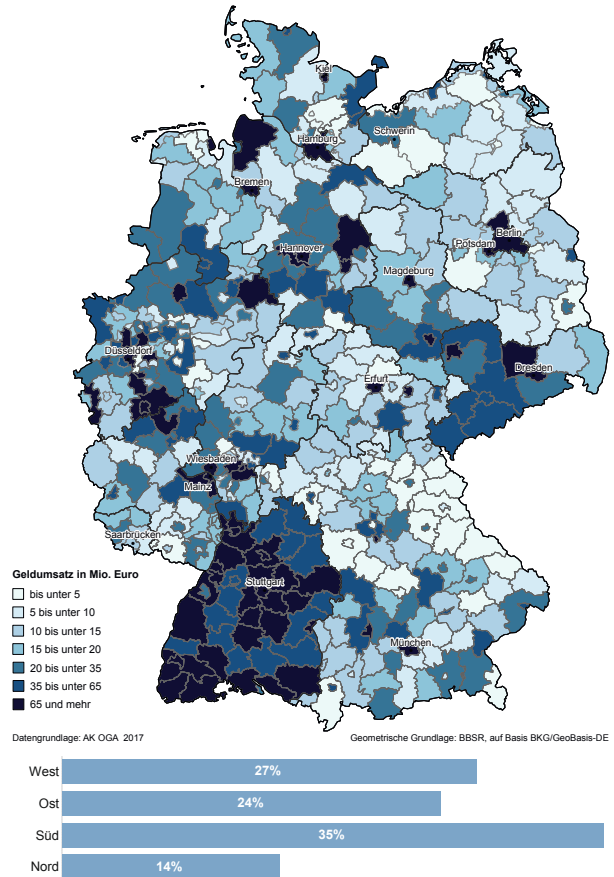 Kiel
Schwerin
Hamburg
Bremen
Berlin
Potsdam
Hannover
Magdeburg
Düsseldorf
Dresden
Erfurt
Wiesbaden
Mainz
Saarbrücken
Stuttgart
München
Geldumsatz in Mio. Euro
bis unter 5
5 bis unter 10
10 bis unter 15
15 bis unter 20
20 bis unter 35
35 bis unter 65
65 und mehr
Datengrundlage: AK OGA 2017
Geometrische Grundlage: BBSR, auf Basis BKG/GeoBasis-DE
West 27%
Ost 24%
Süd 35%
Nord 14%